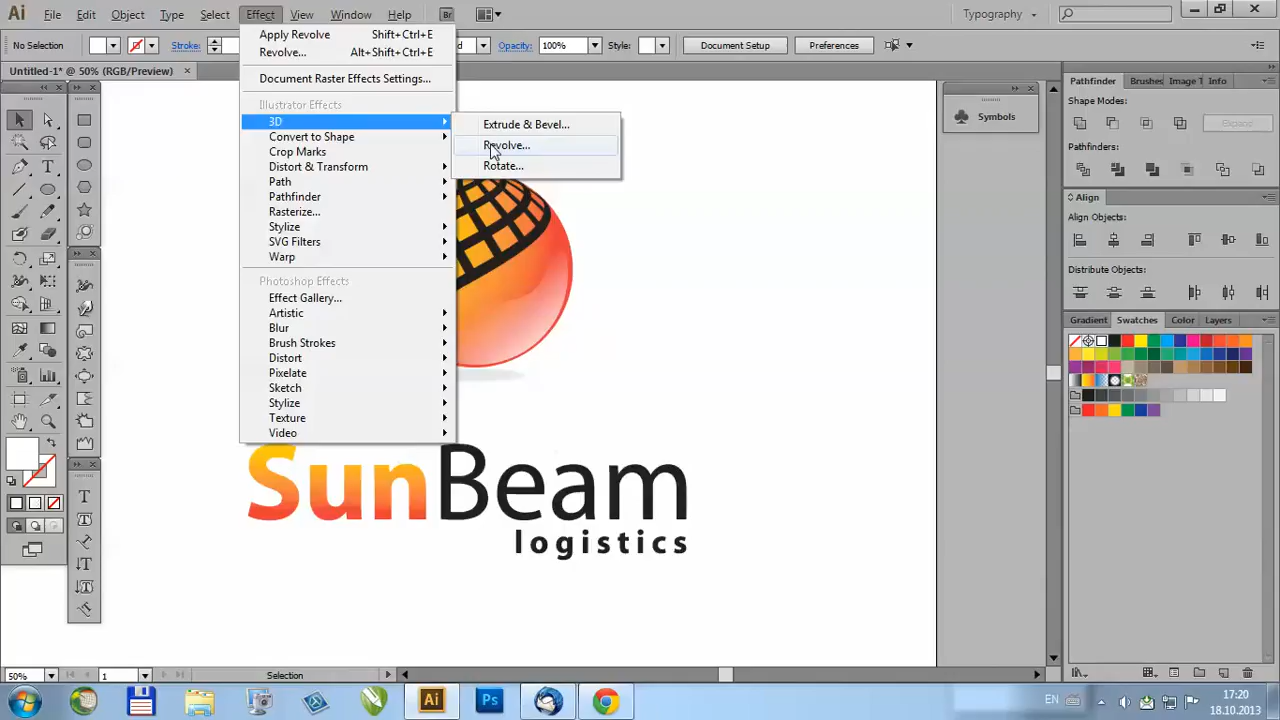 Ai File Edit Object Type Select Effect View Window Help Br Typography
No Selection Stroke: Opacity: 100% Style: Document Setup Preferences
Untitled-1* @ 50% (RGB/Preview)
Apply Revolve Shift+Ctrl+E
Revolve... Alt+Shift+Ctrl+E
Document Raster Effects Settings...
Illustrator Effects
3D
Convert to Shape
Crop Marks
Distort & Transform
Path
Pathfinder
Rasterize...
Stylize
SVG Filters
Warp
Photoshop Effects
Effect Gallery...
Artistic
Blur
Brush Strokes
Distort
Pixelate
Sketch
Stylize
Texture
Video
Extrude & Bevel...
Revolve...
Rotate...
Symbols
Pathfinder Brushes Info
Shape Modes:
Expand
Pathfinders:
Align
Align Objects:
Distribute Objects:
Gradient Swatches Color Layers
SunBeam
logistics
50% 1 Selection
Ai Ps EN 17:20
18.10.2013